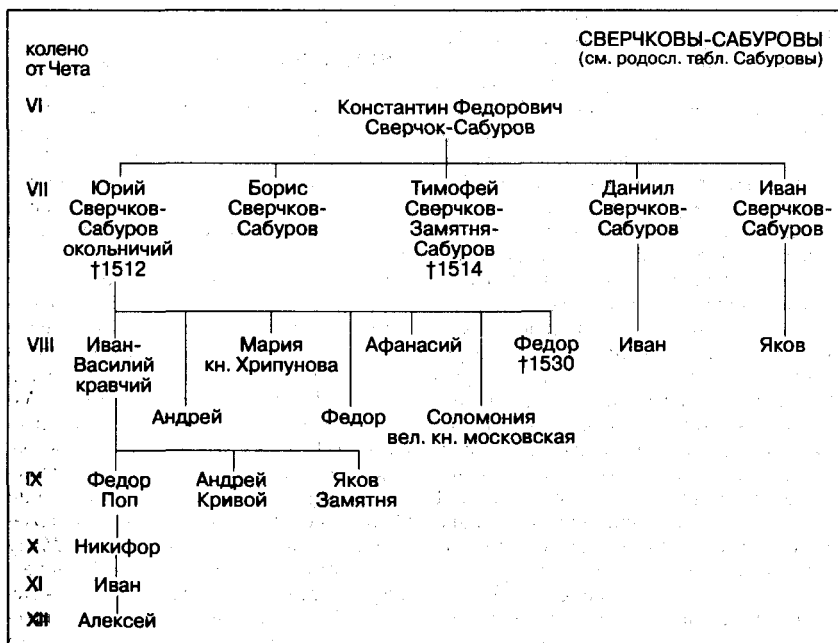 СВЕРЧКОВЫ-САБУРОВЫ
(см. родосл. табл. Сабуровы)
колено
от Чета
VI Константин Федорович
Сверчок-Сабуров
VII Юрий Борис Тимофей Даниил Иван
Сверчков- Сверчков- Сверчков- Сверчков- Сверчков-
Сабуров Сабуров Замятня- Сабуров Сабуров
окольничий Сабуров
†1512 †1514
VIII Иван- Мария Афанасий Федор Иван Яков
Василий кн. Хрипунова †1530
кравчий
Андрей Федор Соломония
вел. кн. московская
IX Федор Андрей Яков
Поп Кривой Замятня
X Никифор
XI Иван
XII Алексей